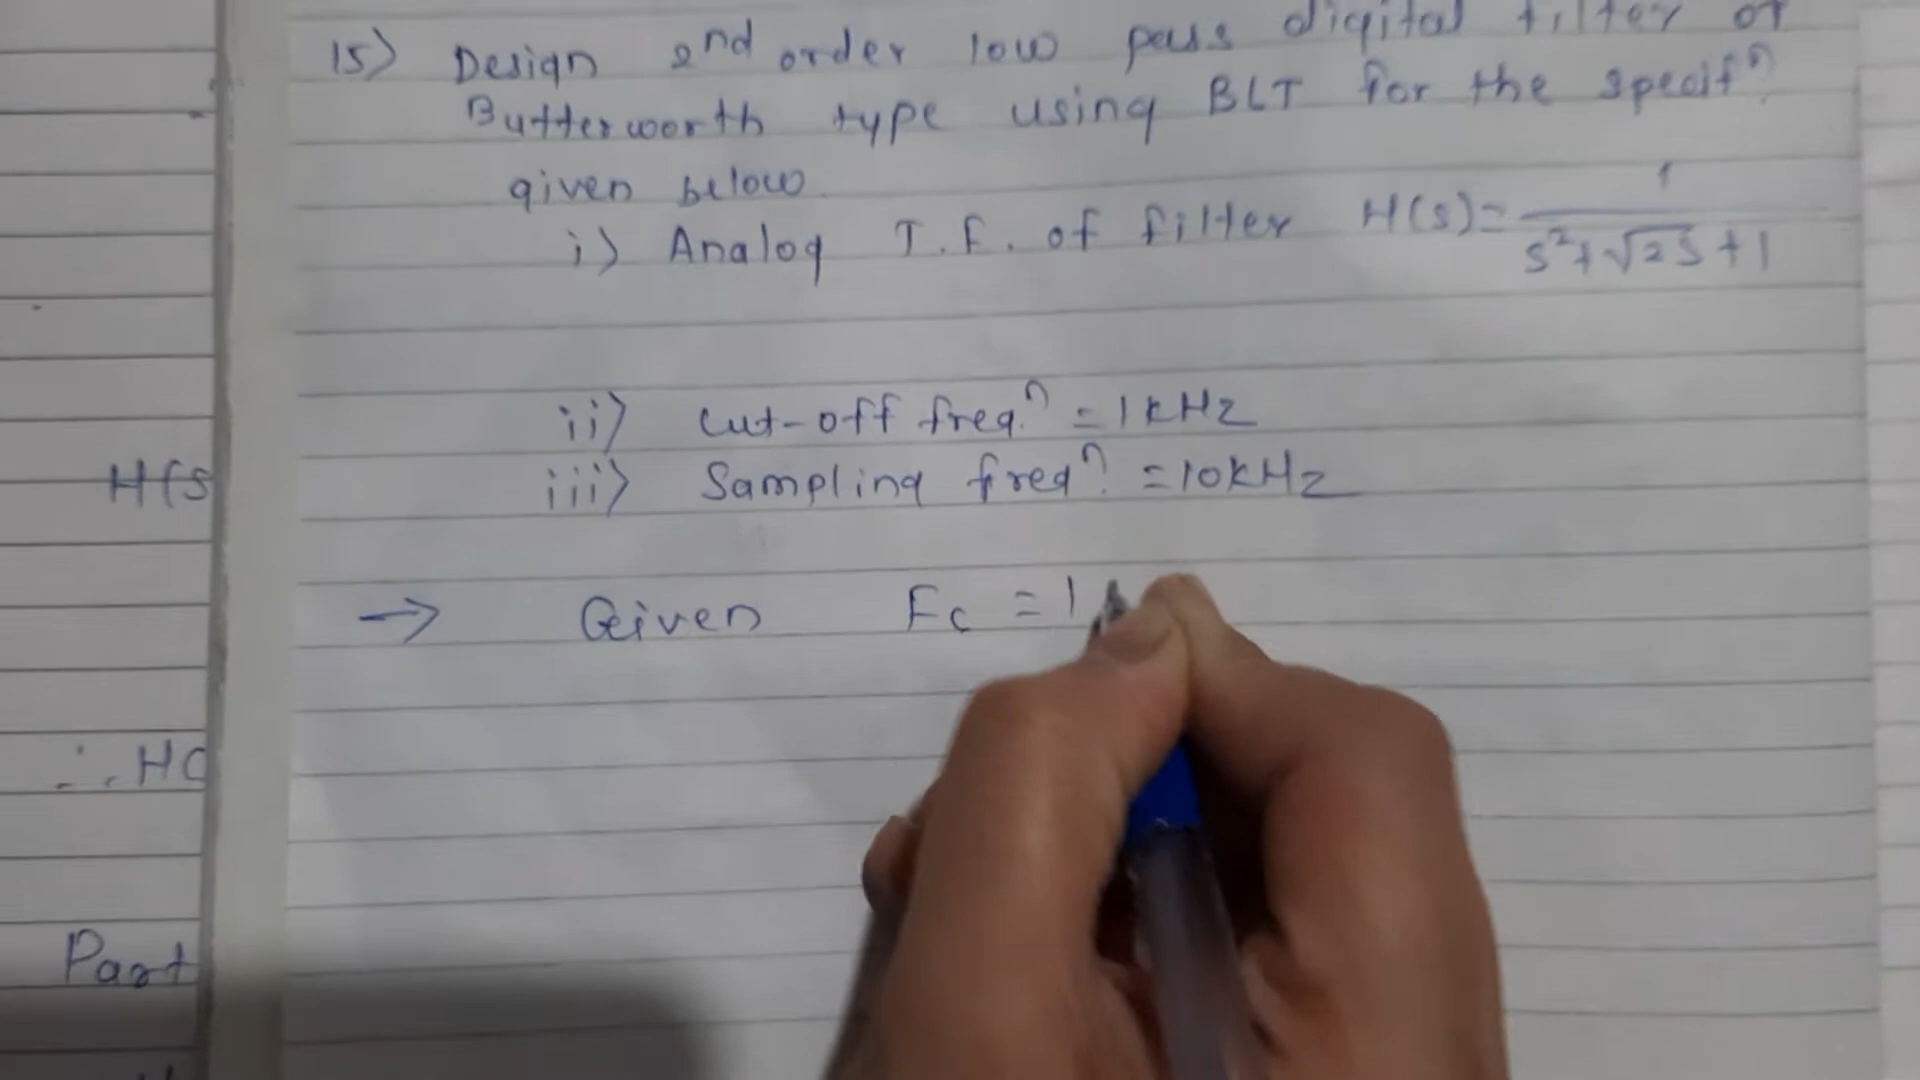 15) Design 2nd order low pass digital filter of
Butterworth type using BLT for the specifn
given below
i) Analog T.F. of filter H(s)= 1
s²+√2s+1
ii) Cut-off freq.n = 1kHz
iii) Sampling freqn. = 10kHz
→ Given Fc = 1
H(s
∴ H(
Part